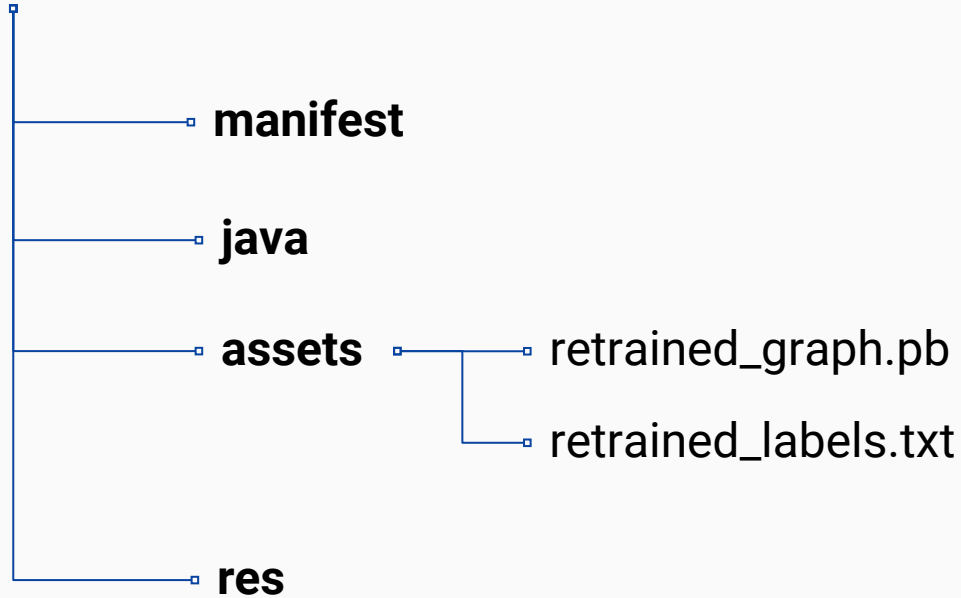 manifest
java
assets
retrained_graph.pb
retrained_labels.txt
res